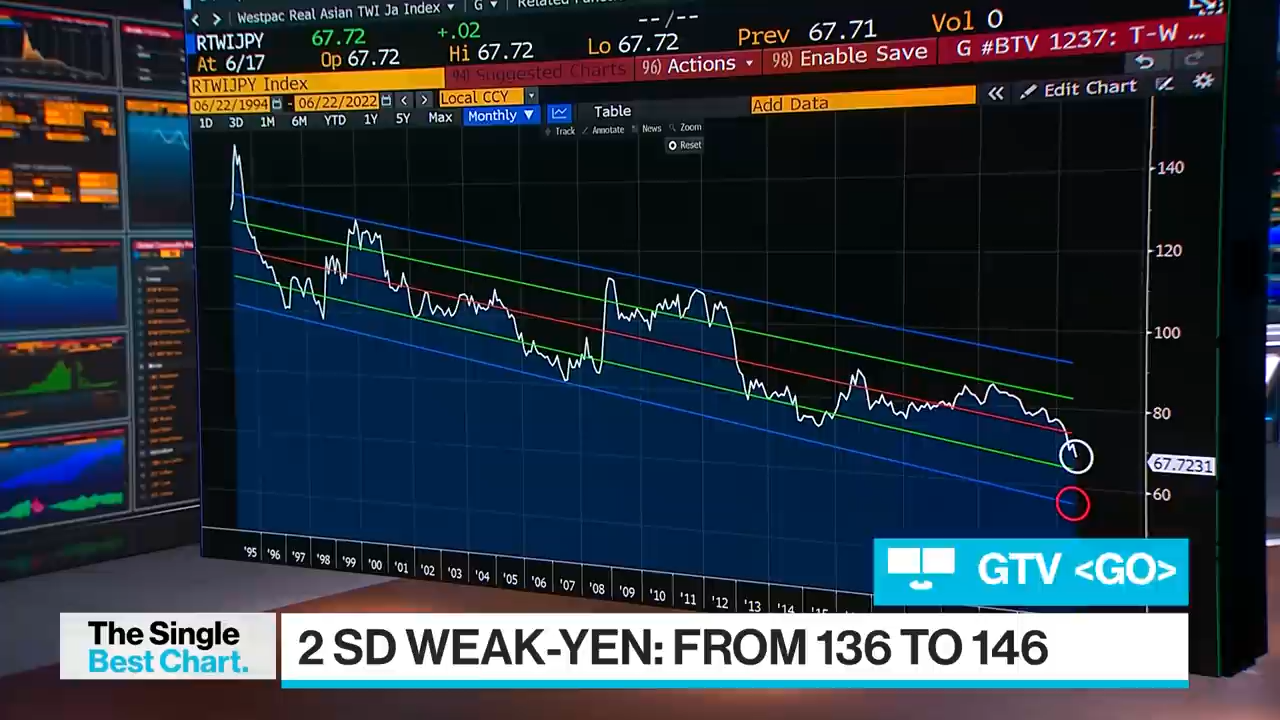 Westpac Real Asian TWI Ja Index ▾ G ▾ Related
RTWIJPY 67.72 +.02 --/-- Prev 67.71 Vol 0
At 6/17 Op 67.72 Hi 67.72 Lo 67.72
RTWIJPY Index 94) Suggested Charts 96) Actions 98) Enable Save G #BTV 1237: T-W ...
06/22/1994 - 06/22/2022 Local CCY Add Data « Edit Chart
1D 3D 1M 6M YTD 1Y 5Y Max Monthly ▼ Table
Track Annotate News Zoom
Reset
140
120
100
80
67.7231
60
'95 '96 '97 '98 '99 '00 '01 '02 '03 '04 '05 '06 '07 '08 '09 '10 '11 '12 '13 '14 '15
GTV <GO>
The Single
Best Chart.
2 SD WEAK-YEN: FROM 136 TO 146